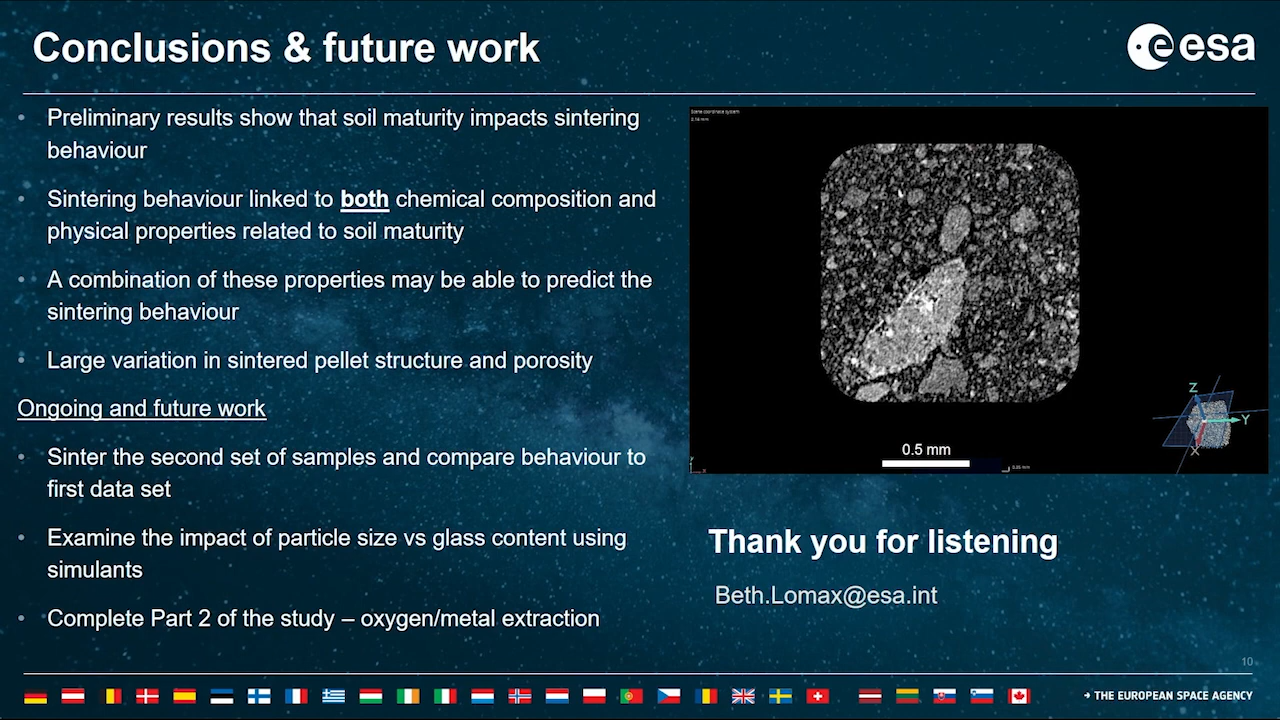 Conclusions & future work
esa
• Preliminary results show that soil maturity impacts sintering
behaviour
• Sintering behaviour linked to both chemical composition and
physical properties related to soil maturity
• A combination of these properties may be able to predict the
sintering behaviour
• Large variation in sintered pellet structure and porosity
Ongoing and future work
• Sinter the second set of samples and compare behaviour to
first data set
• Examine the impact of particle size vs glass content using
simulants
• Complete Part 2 of the study – oxygen/metal extraction
Scene coordinate system
Z
Y
X
0.5 mm
Thank you for listening
Beth.Lomax@esa.int
10
→ THE EUROPEAN SPACE AGENCY